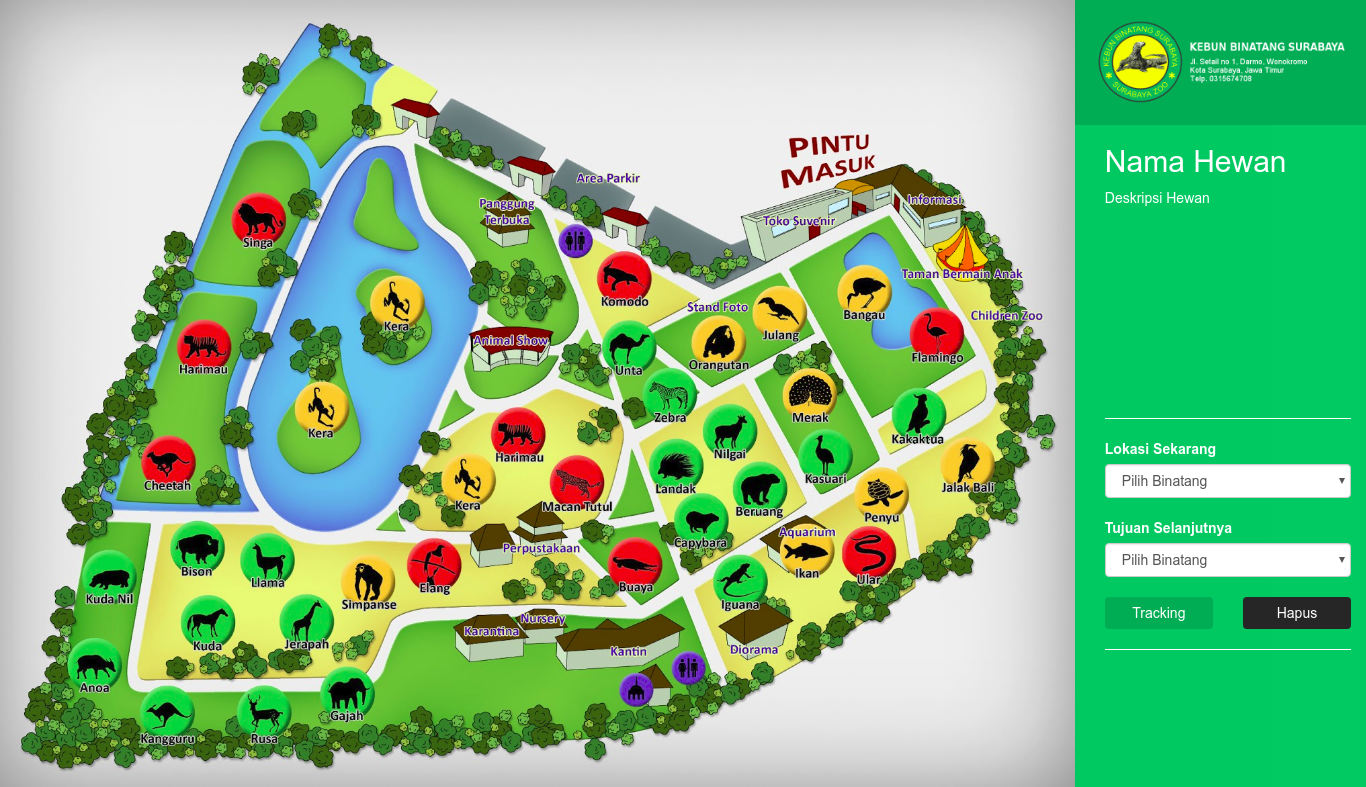 PINTU
MASUK
Area Parkir
Panggung
Terbuka
Toko Suvenir
Informasi
Singa
Komodo
Taman Bermain Anak
Kera
Stand Foto
Julang
Bangau
Children Zoo
Harimau
Animal Show
Unta
Orangutan
Flamingo
Kera
Zebra
Merak
Kakaktua
Harimau
Nilgai
Cheetah
Kera
Macan Tutul
Landak
Beruang
Kasuari
Jalak Bali
Penyu
Capybara
Aquarium
Perpustakaan
Bison
Llama
Simpanse
Elang
Buaya
Ikan
Ular
Kuda Nil
Iguana
Kuda
Jerapah
Karantina
Nursery
Kantin
Diorama
Anoa
Kangguru
Rusa
Gajah
KEBUN BINATANG SURABAYA
SURABAYA ZOO
KEBUN BINATANG SURABAYA
Jl. Setail no 1, Darmo, Wonokromo
Kota Surabaya, Jawa Timur
Telp. 0315674708
Nama Hewan
Deskripsi Hewan
Lokasi Sekarang
Pilih Binatang
Tujuan Selanjutnya
Pilih Binatang
Tracking
Hapus